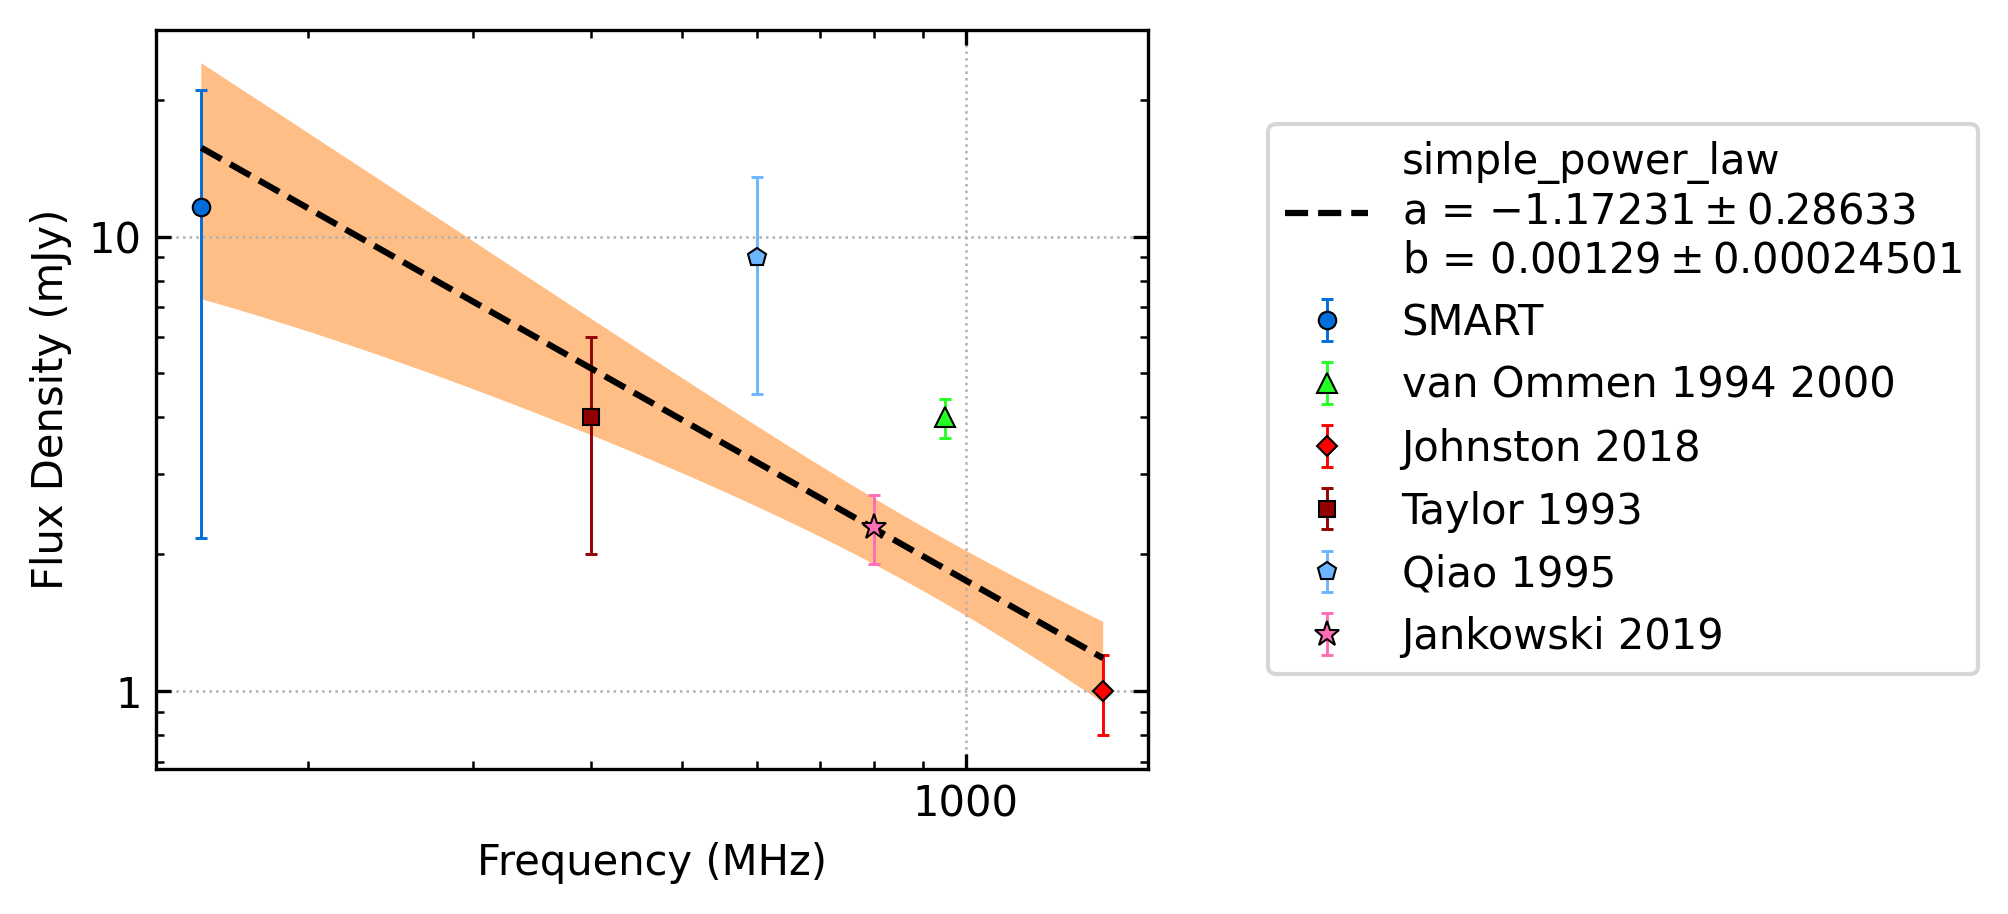 10
1
Flux Density (mJy)
1000
Frequency (MHz)
simple_power_law
a = −1.17231 ± 0.28633
b = 0.00129 ± 0.00024501
SMART
van Ommen 1994 2000
Johnston 2018
Taylor 1993
Qiao 1995
Jankowski 2019